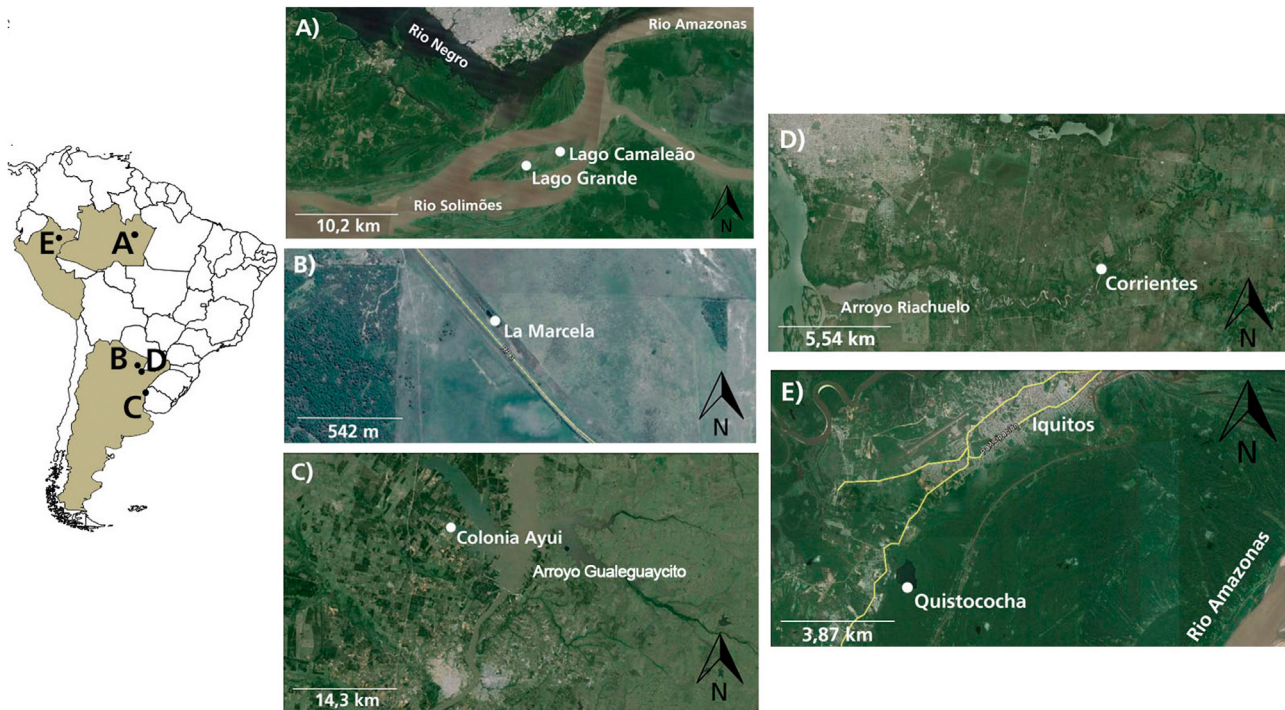 E
A
B
D
C
A)
Rio Negro
Rio Amazonas
Lago Camaleão
Lago Grande
Rio Solimões
10,2 km
N
B)
La Marcela
542 m
N
C)
Colonia Ayui
Arroyo Gualeguaycito
14,3 km
N
D)
Corrientes
Arroyo Riachuelo
5,54 km
N
E)
Iquitos
Quistococha
Rio Amazonas
3,87 km
N